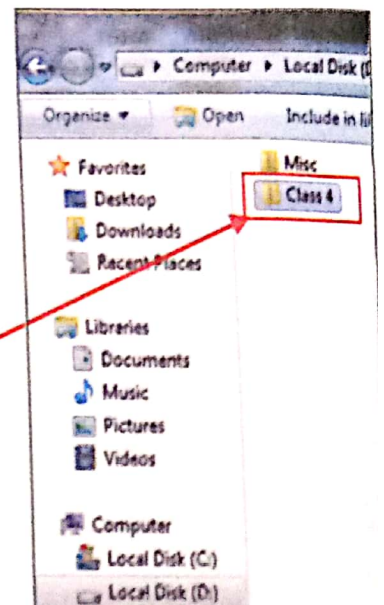 Computer Local Disk (D
Organize Open Include in li
Favorites
Desktop
Downloads
Recent Places
Libraries
Documents
Music
Pictures
Videos
Computer
Local Disk (C:)
Local Disk (D:)
Misc
Class 4